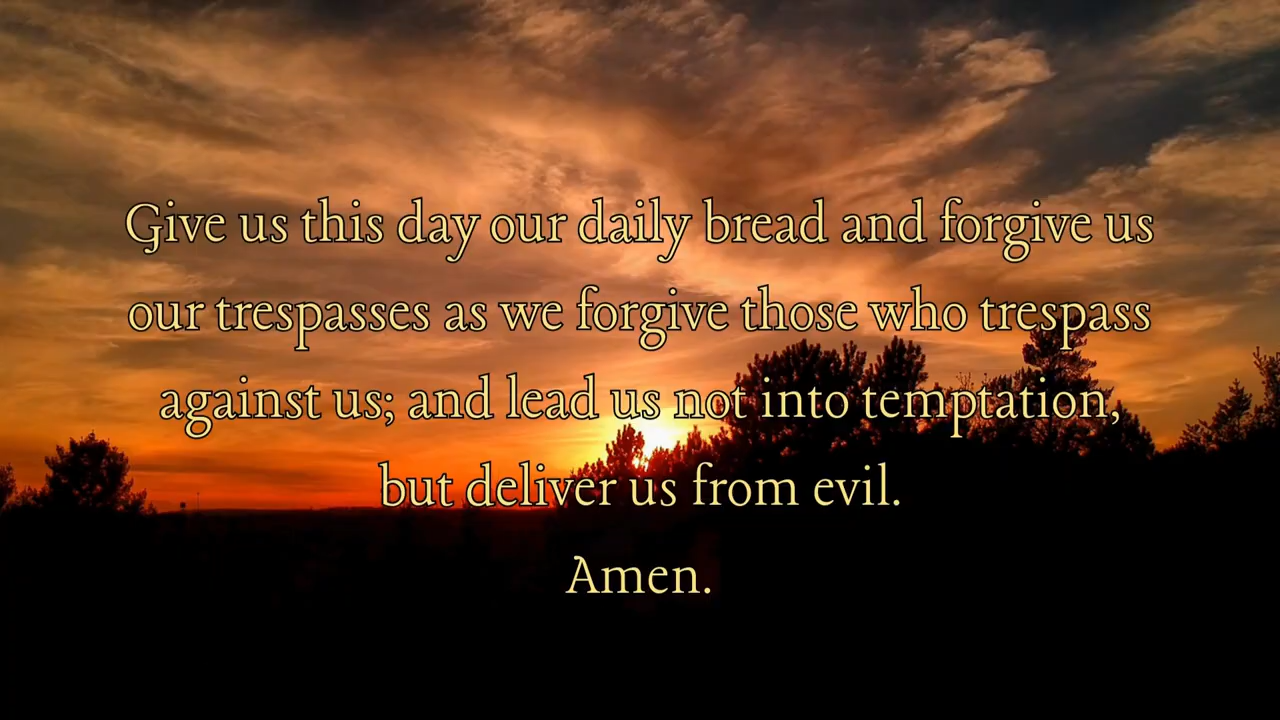 Give us this day our daily bread and forgive us
our trespasses as we forgive those who trespass
against us; and lead us not into temptation,
but deliver us from evil.
Amen.